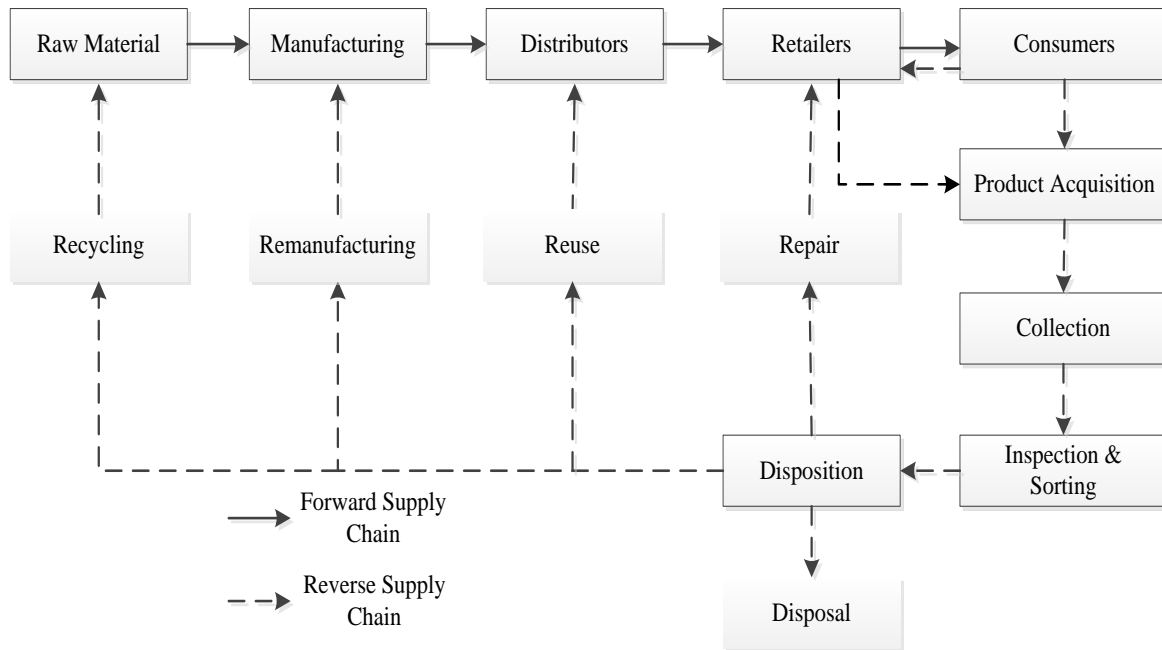 Raw Material
Manufacturing
Distributors
Retailers
Consumers
Product Acquisition
Recycling
Remanufacturing
Reuse
Repair
Collection
Disposition
Inspection &
Sorting
Forward Supply
Chain
Reverse Supply
Chain
Disposal